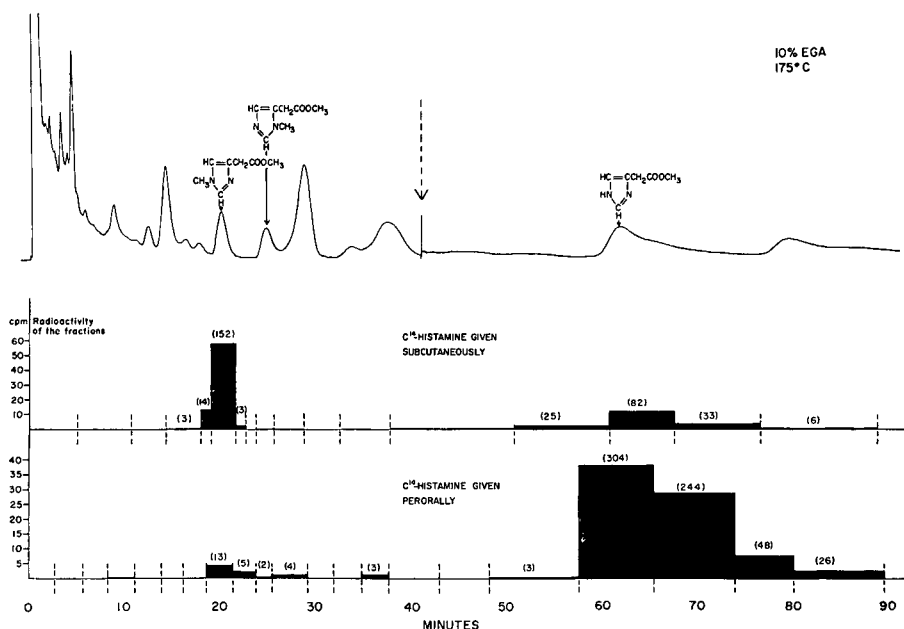 10% EGA
175° C
HC=CCH₂COOCH₃
N NCH₃
C
H
HC=CCH₂COOCH₃
CH₃N N
C
H
HC=CCH₂COOCH₃
HN N
C
H
cpm Radioactivity
of the fractions
60
50
40
30
20
10
(3)
(14)
(152)
(3)
C¹⁴-HISTAMINE GIVEN
SUBCUTANEOUSLY
(25)
(82)
(33)
(6)
40
35
30
25
20
15
10
5
(13)
(5)
(2)
(4)
(3)
C¹⁴-HISTAMINE GIVEN
PERORALLY
(3)
(304)
(244)
(48)
(26)
0 10 20 30 40 50 60 70 80 90
MINUTES